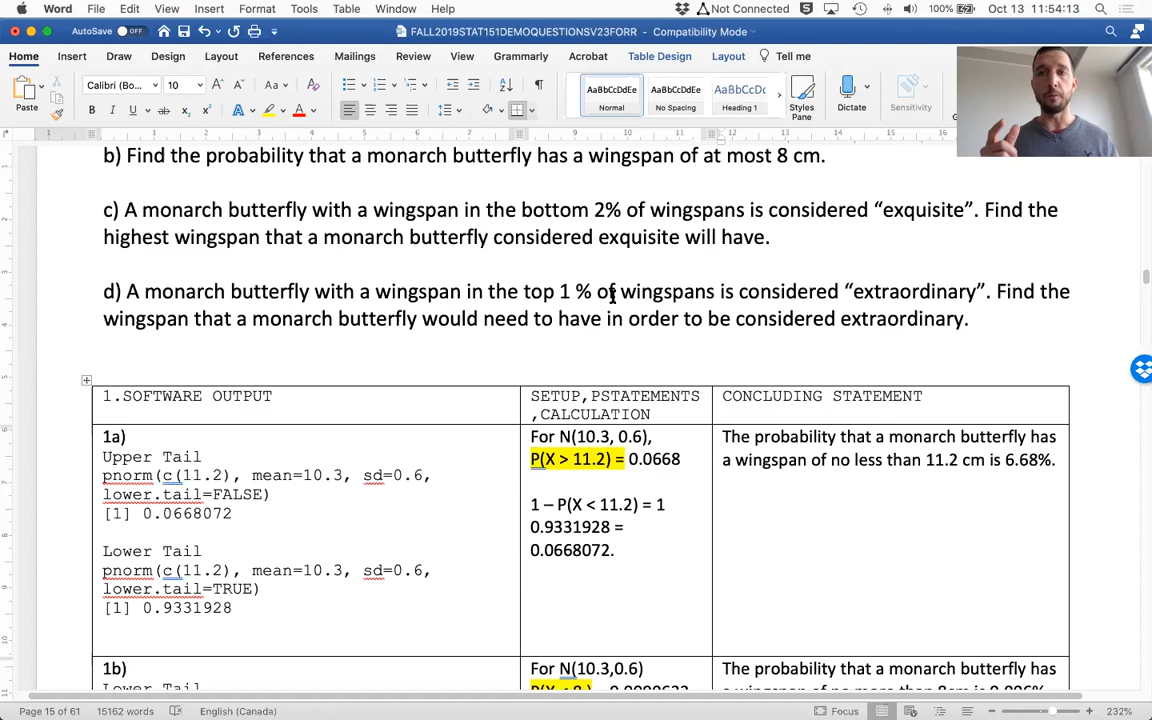 Word File Edit View Insert Format Tools Table Window Help Not Connected 100% Oct 13 11:54:13
AutoSave OFF FALL2019STAT151DEMOQUESTIONSV23FORR - Compatibility Mode
Home Insert Draw Design Layout References Mailings Review View Zotero Acrobat Table Design Layout Tell me
Paste Calibri (Bo... 10 AaBbCcDdEe AaBbCcDdEe AaBbCcDc
Normal No Spacing Heading 1 Styles Pane Dictate Sensitivity
b) Find the probability that a monarch butterfly has a wingspan of at most 8 cm.
c) A monarch butterfly with a wingspan in the bottom 2% of wingspans is considered “exquisite”. Find the
highest wingspan that a monarch butterfly considered exquisite will have.
d) A monarch butterfly with a wingspan in the top 1 % of wingspans is considered “extraordinary”. Find the
wingspan that a monarch butterfly would need to have in order to be considered extraordinary.
1.SOFTWARE OUTPUT
SETUP,PSTATEMENTS
,CALCULATION
CONCLUDING STATEMENT
1a)
Upper Tail
pnorm(c(11.2), mean=10.3, sd=0.6,
lower.tail=FALSE)
[1] 0.0668072
Lower Tail
pnorm(c(11.2), mean=10.3, sd=0.6,
lower.tail=TRUE)
[1] 0.9331928
For N(10.3, 0.6),
P(X > 11.2) = 0.0668
1 – P(X < 11.2) = 1
0.9331928 =
0.0668072.
The probability that a monarch butterfly has
a wingspan of no less than 11.2 cm is 6.68%.
1b)
Lower Tail
For N(10.3,0.6)
The probability that a monarch butterfly has
Page 15 of 61 15162 words English (Canada) Focus 232%